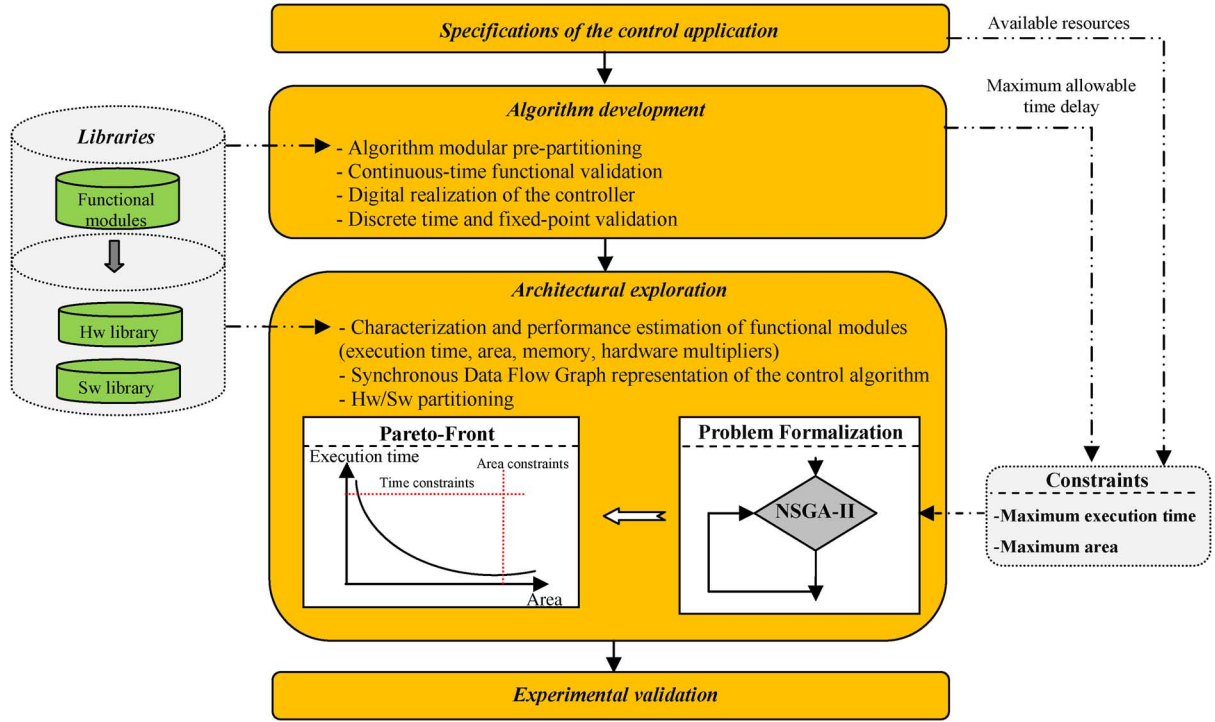 Specifications of the control application
Available resources
Maximum allowable
time delay
Algorithm development
- Algorithm modular pre-partitioning
- Continuous-time functional validation
- Digital realization of the controller
- Discrete time and fixed-point validation
Libraries
Functional
modules
Hw library
Sw library
Architectural exploration
- Characterization and performance estimation of functional modules
(execution time, area, memory, hardware multipliers)
- Synchronous Data Flow Graph representation of the control algorithm
- Hw/Sw partitioning
Pareto-Front
Execution time
Area constraints
Time constraints
Area
Problem Formalization
NSGA-II
Constraints
-Maximum execution time
-Maximum area
Experimental validation